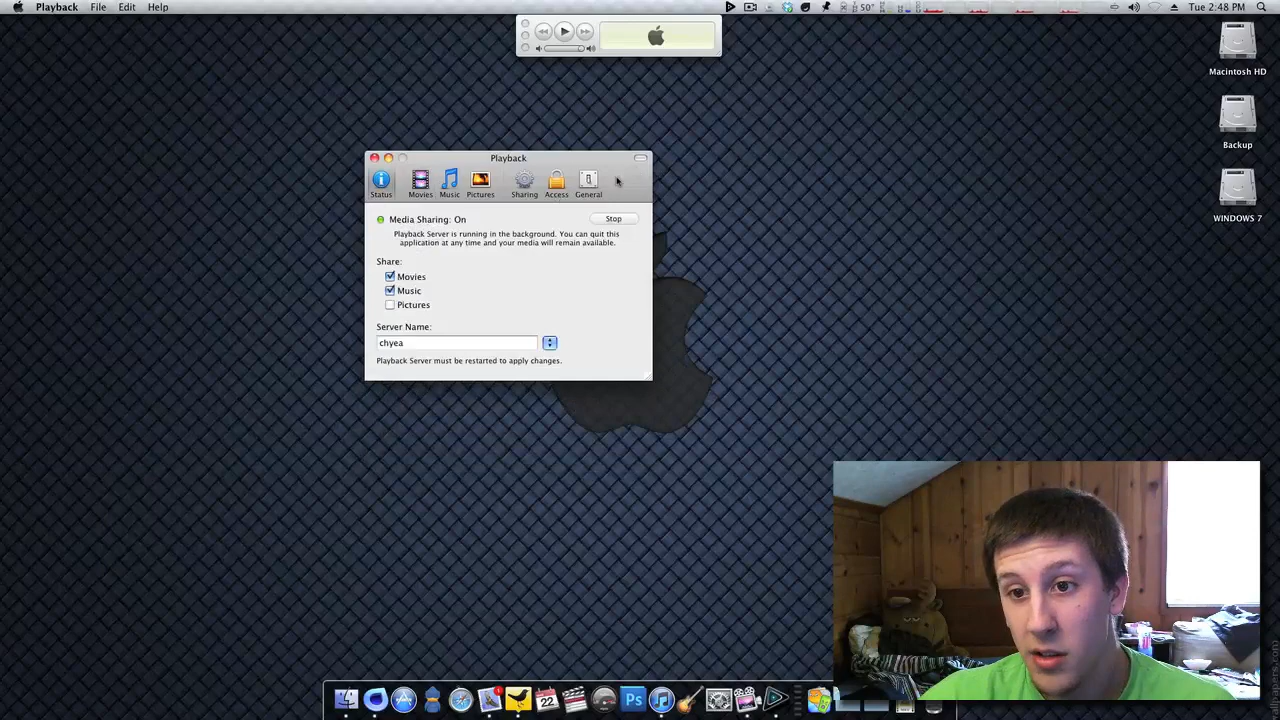 Playback File Edit Help
50° Tue 2:48 PM
Macintosh HD
Backup
WINDOWS 7
Playback
Status Movies Music Pictures Sharing Access General
Media Sharing: On Stop
Playback Server is running in the background. You can quit this
application at any time and your media will remain available.
Share:
Movies
Music
Pictures
Server Name:
chyea
Playback Server must be restarted to apply changes.
22 Ps